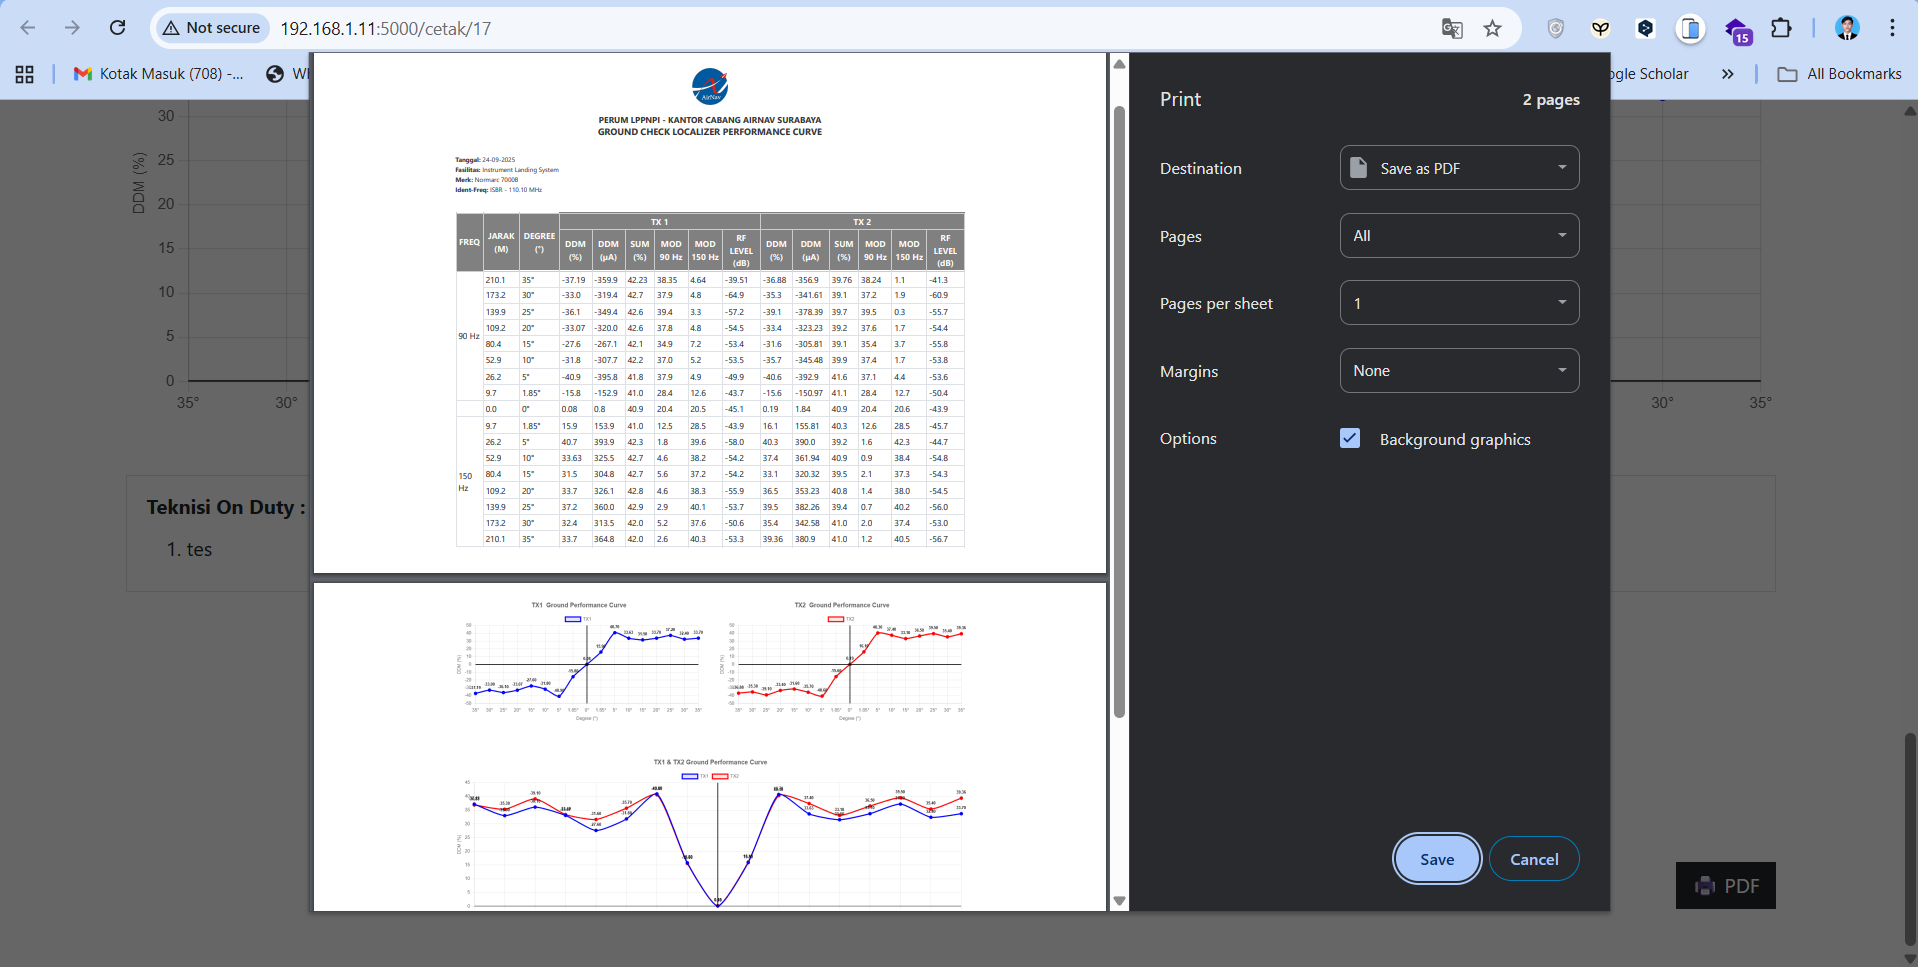 Not secure
192.168.1.11:5000/cetak/17
15
Kotak Masuk (708) -...
gle Scholar
All Bookmarks
30
DDM (%)
25
20
15
10
5
0
35°
30°
30°
35°
Teknisi On Duty :
1. tes
PDF
AirNav
PERUM LPPNPI - KANTOR CABANG AIRNAV SURABAYA
GROUND CHECK LOCALIZER PERFORMANCE CURVE
Tanggal: 24-09-2025
Fasilitas: Instrument Landing System
Merk: Normarc 7000B
Ident-Freq: ISBR - 110.10 MHz
FREQ JARAK (M) DEGREE (°) TX 1 TX 2
DDM (%) DDM (µA) SUM (%) MOD 90 Hz MOD 150 Hz RF LEVEL (dB) DDM (%) DDM (µA) SUM (%) MOD 90 Hz MOD 150 Hz RF LEVEL (dB)
90 Hz
210.1 35° -37.19 -359.9 42.23 38.35 4.64 -39.51 -36.88 -356.9 39.76 38.24 1.1 -41.3
173.2 30° -33.0 -319.4 42.7 37.9 4.8 -64.9 -35.3 -341.61 39.1 37.2 1.9 -60.9
139.9 25° -36.1 -349.4 42.6 39.4 3.3 -57.2 -39.1 -378.39 39.7 39.5 0.3 -55.7
109.2 20° -33.07 -320.0 42.6 37.8 4.8 -54.5 -33.4 -323.23 39.2 37.6 1.7 -54.4
80.4 15° -27.6 -267.1 42.1 34.9 7.2 -53.4 -31.6 -305.81 39.1 35.4 3.7 -55.8
52.9 10° -31.8 -307.7 42.2 37.0 5.2 -53.5 -35.7 -345.48 39.9 37.4 1.7 -53.8
26.2 5° -40.9 -395.8 41.8 37.9 4.9 -49.9 -40.6 -392.9 41.6 37.1 4.4 -53.6
9.7 1.85° -15.8 -152.9 41.0 28.4 12.6 -43.7 -15.6 -150.97 41.1 28.4 12.7 -50.4
0.0 0° 0.08 0.8 40.9 20.4 20.5 -45.1 0.19 1.84 40.9 20.4 20.6 -43.9
150 Hz
9.7 1.85° 15.9 153.9 41.0 12.5 28.5 -43.9 16.1 155.81 40.3 12.6 28.5 -45.7
26.2 5° 40.7 393.9 42.3 1.8 39.6 -58.0 40.3 390.0 39.2 1.6 42.3 -44.7
52.9 10° 33.63 325.5 42.7 4.6 38.2 -54.2 37.4 361.94 40.9 0.9 38.4 -54.8
80.4 15° 31.5 304.8 42.7 5.6 37.2 -54.2 33.1 320.32 39.5 2.1 37.3 -54.3
109.2 20° 33.7 326.1 42.8 4.6 38.3 -55.9 36.5 353.23 40.8 1.4 38.0 -54.5
139.9 25° 37.2 360.0 42.9 2.9 40.1 -53.7 39.5 382.26 39.4 0.7 40.2 -56.0
173.2 30° 32.4 313.5 42.0 5.2 37.6 -50.6 35.4 342.58 41.0 2.0 37.4 -53.0
210.1 35° 33.7 364.8 42.0 2.6 40.3 -53.3 39.36 380.9 41.0 1.2 40.5 -56.7
TX1 Ground Performance Curve
TX1
DDM (%)
Degree (°)
TX2 Ground Performance Curve
TX2
DDM (%)
Degree (°)
TX1 & TX2 Ground Performance Curve
TX1 TX2
DDM (%)
Print
2 pages
Destination
Save as PDF
Pages
All
Pages per sheet
1
Margins
None
Options
Background graphics
Save
Cancel